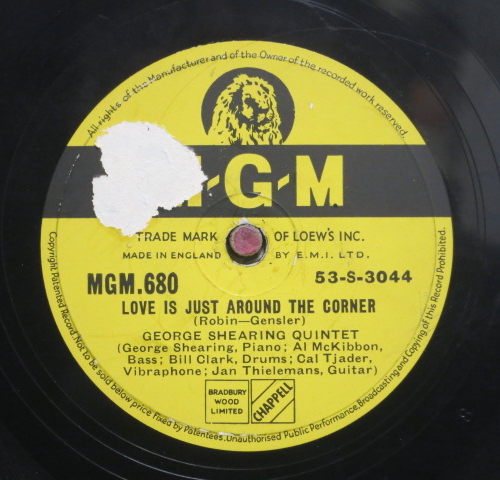 All rights of the Manufacturer and of the Owner of the recorded work reserved.
M·G·M
TRADE MARK OF LOEW'S INC.
MADE IN ENGLAND BY E.M.I. LTD.
MGM.680 53-S-3044
LOVE IS JUST AROUND THE CORNER
(Robin—Gensler)
GEORGE SHEARING QUINTET
(George Shearing, Piano; Al McKibbon,
Bass; Bill Clark, Drums; Cal Tjader,
Vibraphone; Jan Thielemans, Guitar)
BRADBURY
WOOD
LIMITED
CHAPPELL
Copyright Patented Record Not to be sold below price fixed by Patentees. Unauthorised Public Performance, Broadcasting and Copying of this Record Prohibited.